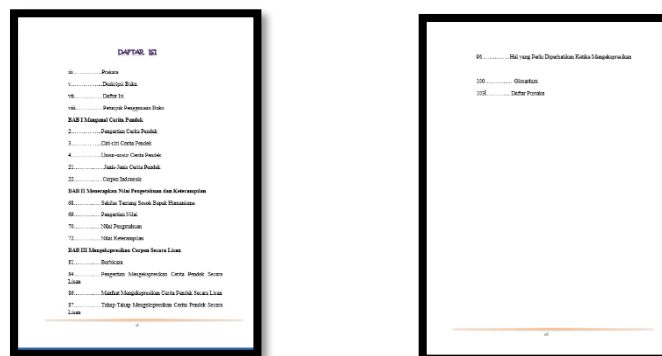 DAFTAR ISI
iii..............Prakata
v..............Deskripsi Buku
vii.............. Daftar Isi
viii.............. Petunjuk Penggunaan Buku
BAB I Mengenal Cerita Pendek
2..............Pengertian Cerita Pendek
3..............Ciri-ciri Cerita Pendek
4..............Unsur-unsur Cerita Pendek
21.............. Jenis-Jenis Cerita Pendek
22..............Cerpen Indonesia
BAB II Menerapkan Nilai Pengetahuan dan Keterampilan
68.............. Sekilas Tentang Sosok Bapak Humanisme
69.............. Pengertian Nilai
70.............. Nilai Pengetahuan
72.............. Nilai Keterampilan
BAB III Mengekspresikan Cerpen Secara Lisan
82.............. Berbicara
84.............. Pengertian Mengekspresikan Cerita Pendek Secara
Lisan
86.............. Manfaat Mengekspresikan Cerita Pendek Secara Lisan
87.............. Tahap-Tahap Mengekspresikan Cerita Pendek Secara
Lisan
96.............. Hal yang Perlu Diperhatikan Ketika Mengekspresikan
100.............. Glosarium
103.............. Daftar Pustaka